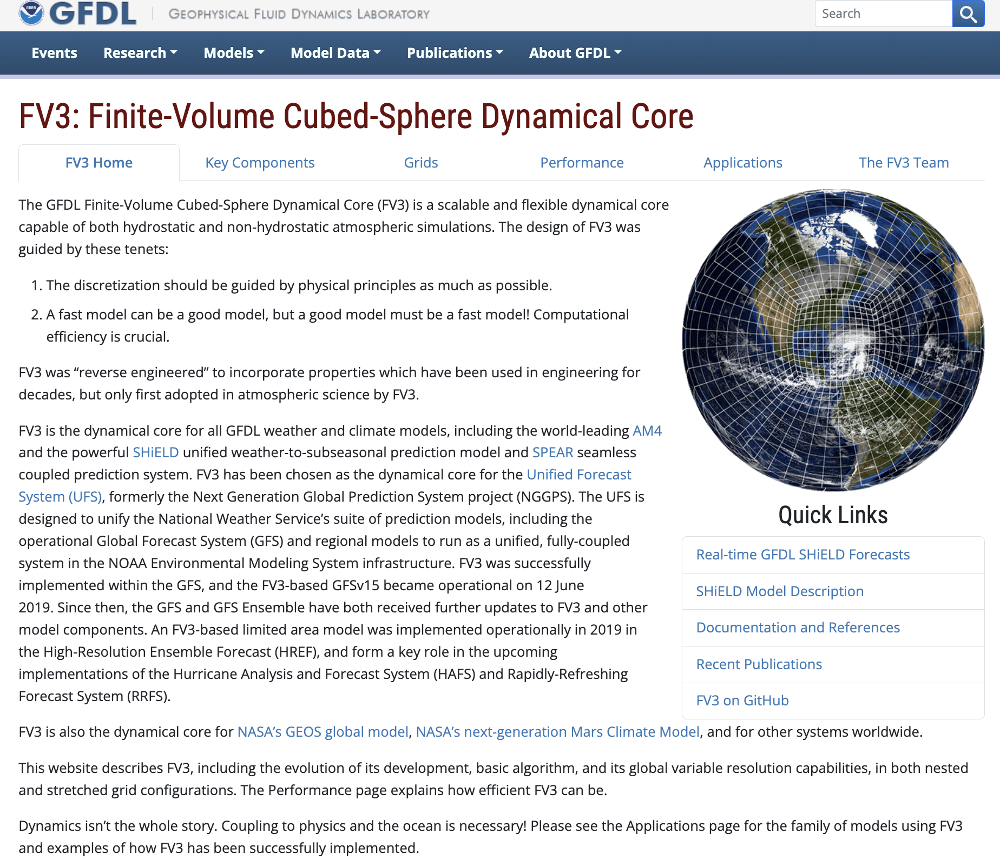 NOAA
GFDL
GEOPHYSICAL FLUID DYNAMICS LABORATORY
Search
Events
Research
Models
Model Data
Publications
About GFDL
FV3: Finite-Volume Cubed-Sphere Dynamical Core
FV3 Home
Key Components
Grids
Performance
Applications
The FV3 Team
The GFDL Finite-Volume Cubed-Sphere Dynamical Core (FV3) is a scalable and flexible dynamical core
capable of both hydrostatic and non-hydrostatic atmospheric simulations. The design of FV3 was
guided by these tenets:
1. The discretization should be guided by physical principles as much as possible.
2. A fast model can be a good model, but a good model must be a fast model! Computational
efficiency is crucial.
FV3 was “reverse engineered” to incorporate properties which have been used in engineering for
decades, but only first adopted in atmospheric science by FV3.
FV3 is the dynamical core for all GFDL weather and climate models, including the world-leading AM4
and the powerful SHiELD unified weather-to-subseasonal prediction model and SPEAR seamless
coupled prediction system. FV3 has been chosen as the dynamical core for the Unified Forecast
System (UFS), formerly the Next Generation Global Prediction System project (NGGPS). The UFS is
designed to unify the National Weather Service’s suite of prediction models, including the
operational Global Forecast System (GFS) and regional models to run as a unified, fully-coupled
system in the NOAA Environmental Modeling System infrastructure. FV3 was successfully
implemented within the GFS, and the FV3-based GFSv15 became operational on 12 June
2019. Since then, the GFS and GFS Ensemble have both received further updates to FV3 and other
model components. An FV3-based limited area model was implemented operationally in 2019 in
the High-Resolution Ensemble Forecast (HREF), and form a key role in the upcoming
implementations of the Hurricane Analysis and Forecast System (HAFS) and Rapidly-Refreshing
Forecast System (RRFS).
Quick Links
Real-time GFDL SHiELD Forecasts
SHiELD Model Description
Documentation and References
Recent Publications
FV3 on GitHub
FV3 is also the dynamical core for NASA’s GEOS global model, NASA’s next-generation Mars Climate Model, and for other systems worldwide.
This website describes FV3, including the evolution of its development, basic algorithm, and its global variable resolution capabilities, in both nested
and stretched grid configurations. The Performance page explains how efficient FV3 can be.
Dynamics isn’t the whole story. Coupling to physics and the ocean is necessary! Please see the Applications page for the family of models using FV3
and examples of how FV3 has been successfully implemented.